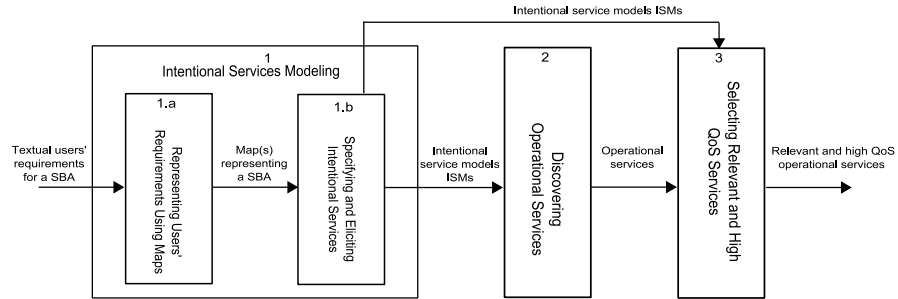 Intentional service models ISMs
1
Intentional Services Modeling
1.a
Representing Users'
Requirements Using Maps
1.b
Specifying and Eliciting
Intentional Services
2
Discovering
Operational Services
3
Selecting Relevant and High
QoS Services
Textual users'
requirements
for a SBA
Map(s)
representing
a SBA
Intentional
service models
ISMs
Operational
services
Relevant and high QoS
operational services